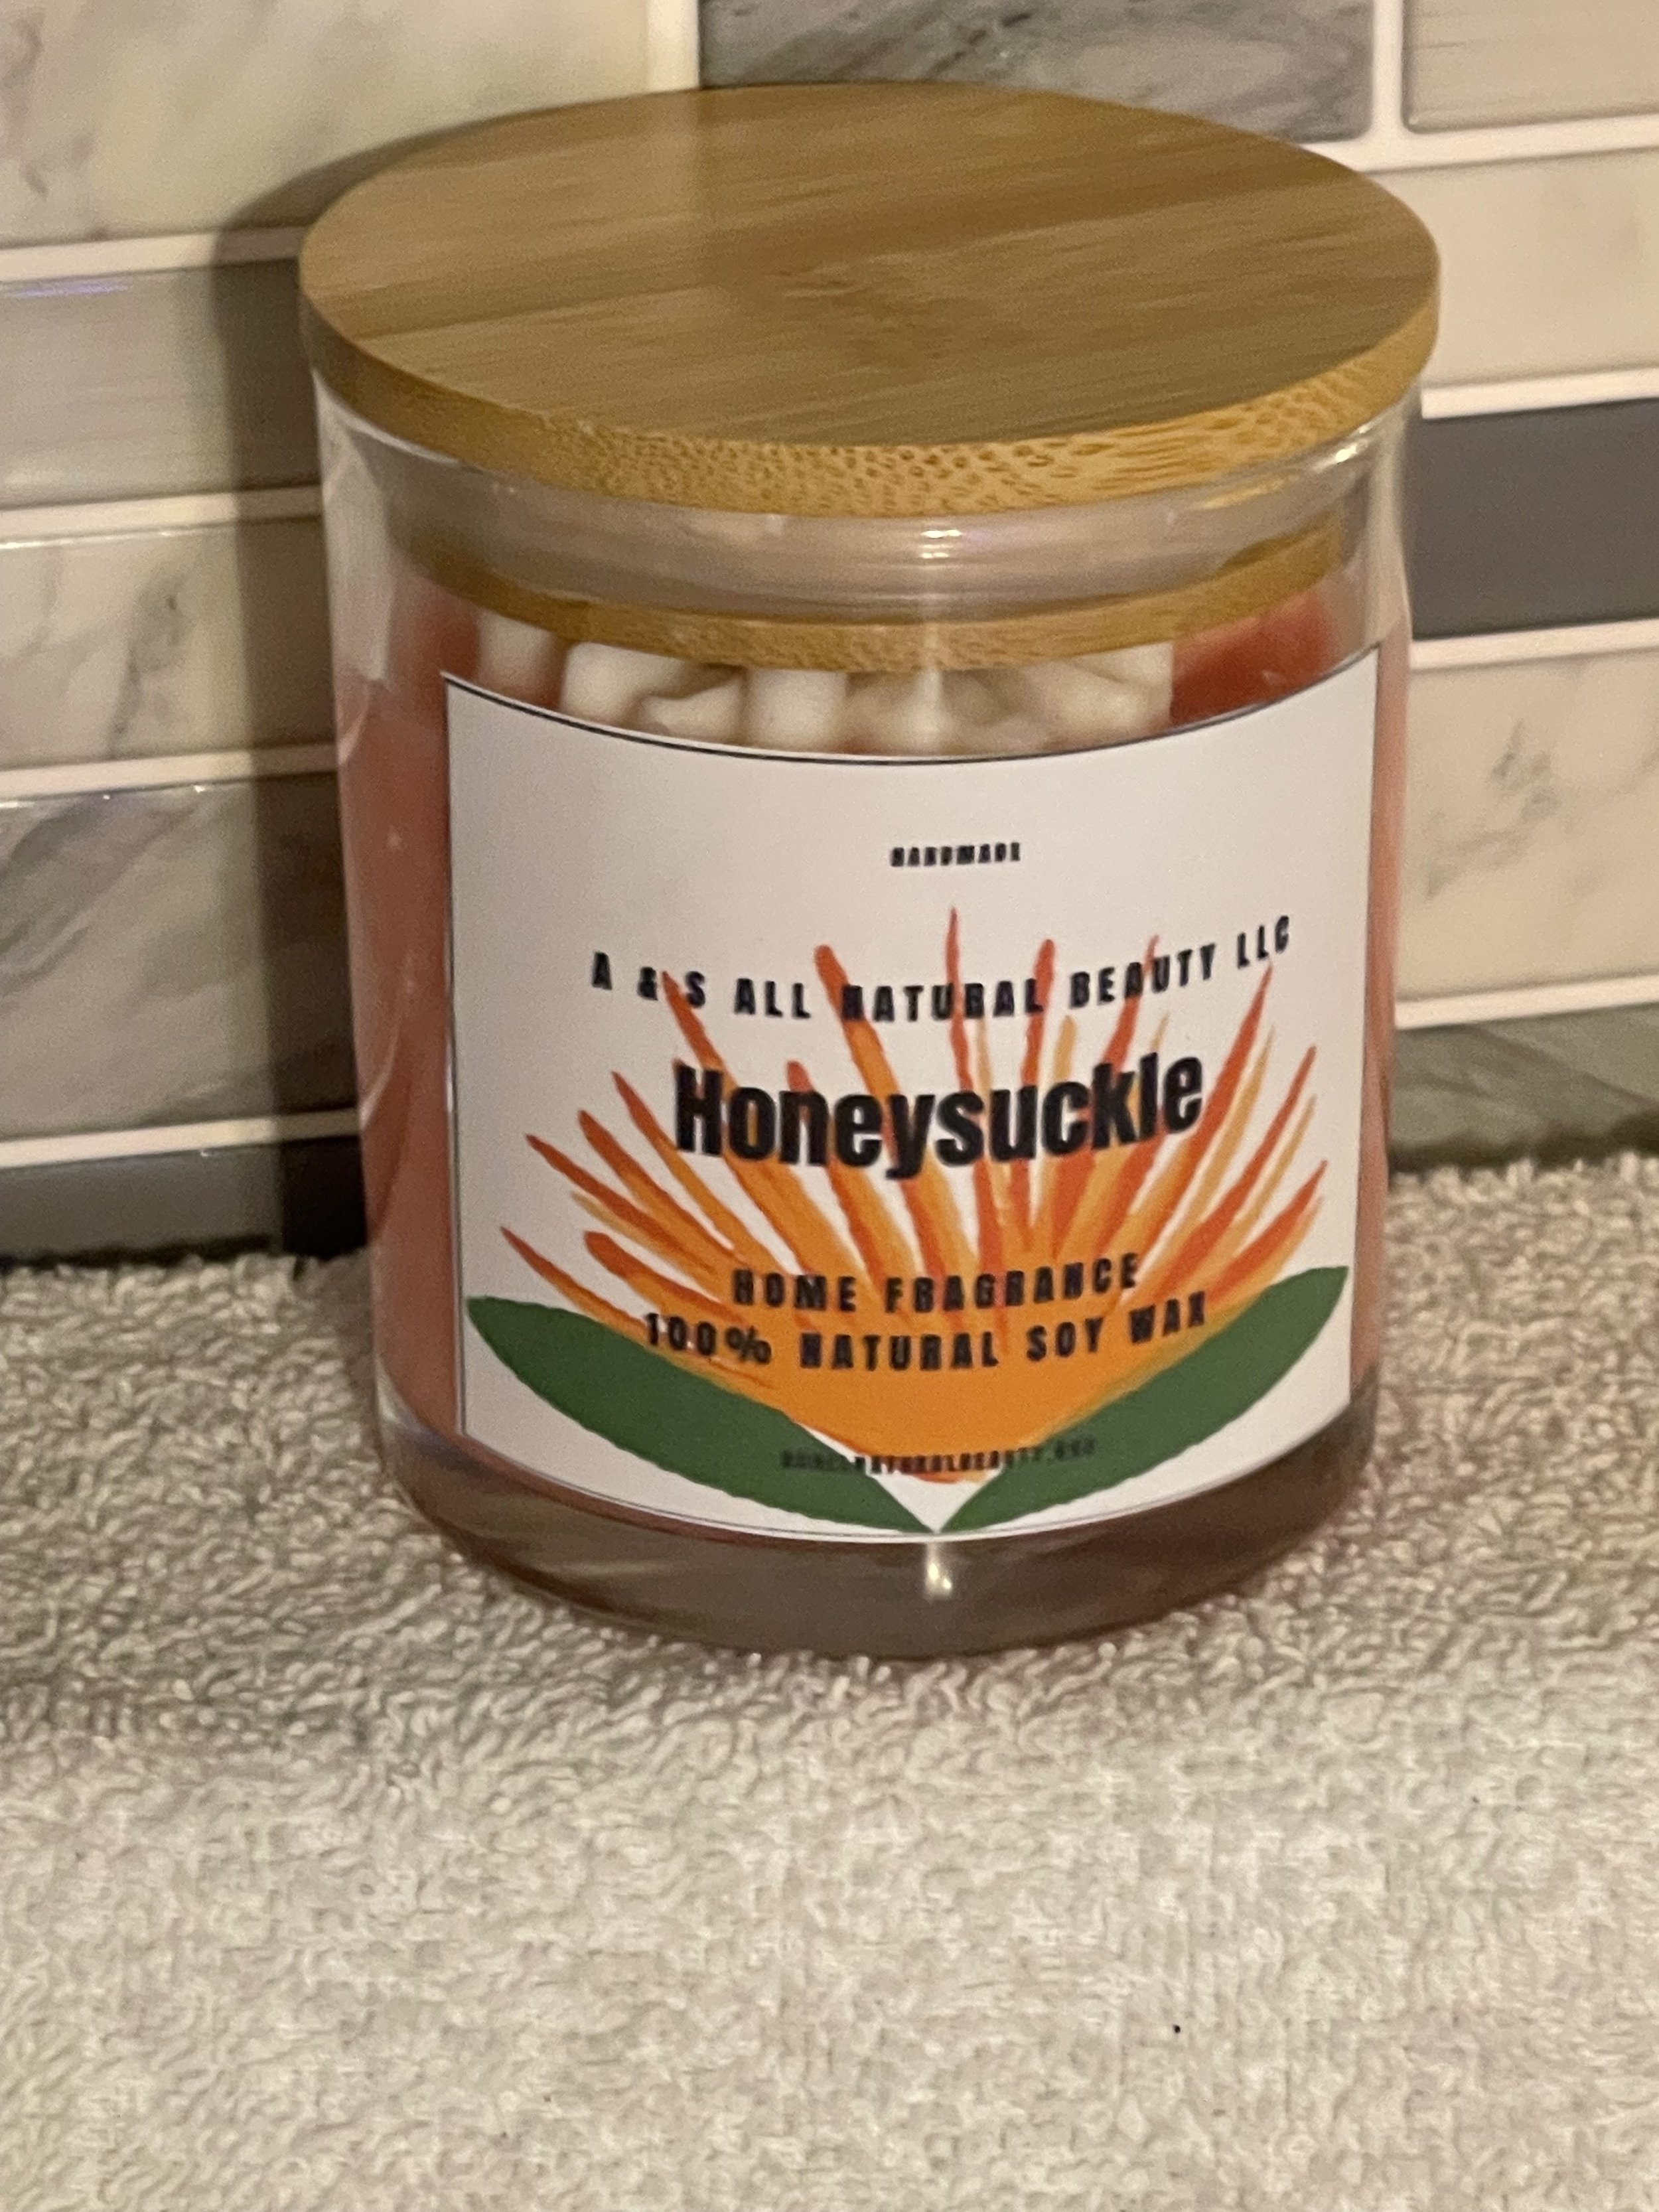 HANDMADE
A & S ALL NATURAL BEAUTY LLC
Honeysuckle
HOME FRAGRANCE
100% NATURAL SOY WAX